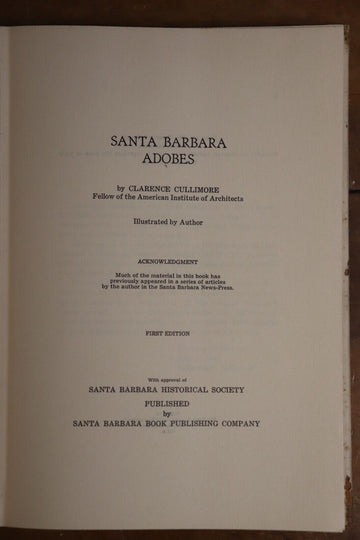 SANTA BARBARA
ADOBES
by CLARENCE CULLIMORE
Fellow of the American Institute of Architects
Illustrated by Author
ACKNOWLEDGMENT
Much of the material in this book has
previously appeared in a series of articles
by the author in the Santa Barbara News-Press.
FIRST EDITION
With approval of
SANTA BARBARA HISTORICAL SOCIETY
PUBLISHED
by
SANTA BARBARA BOOK PUBLISHING COMPANY